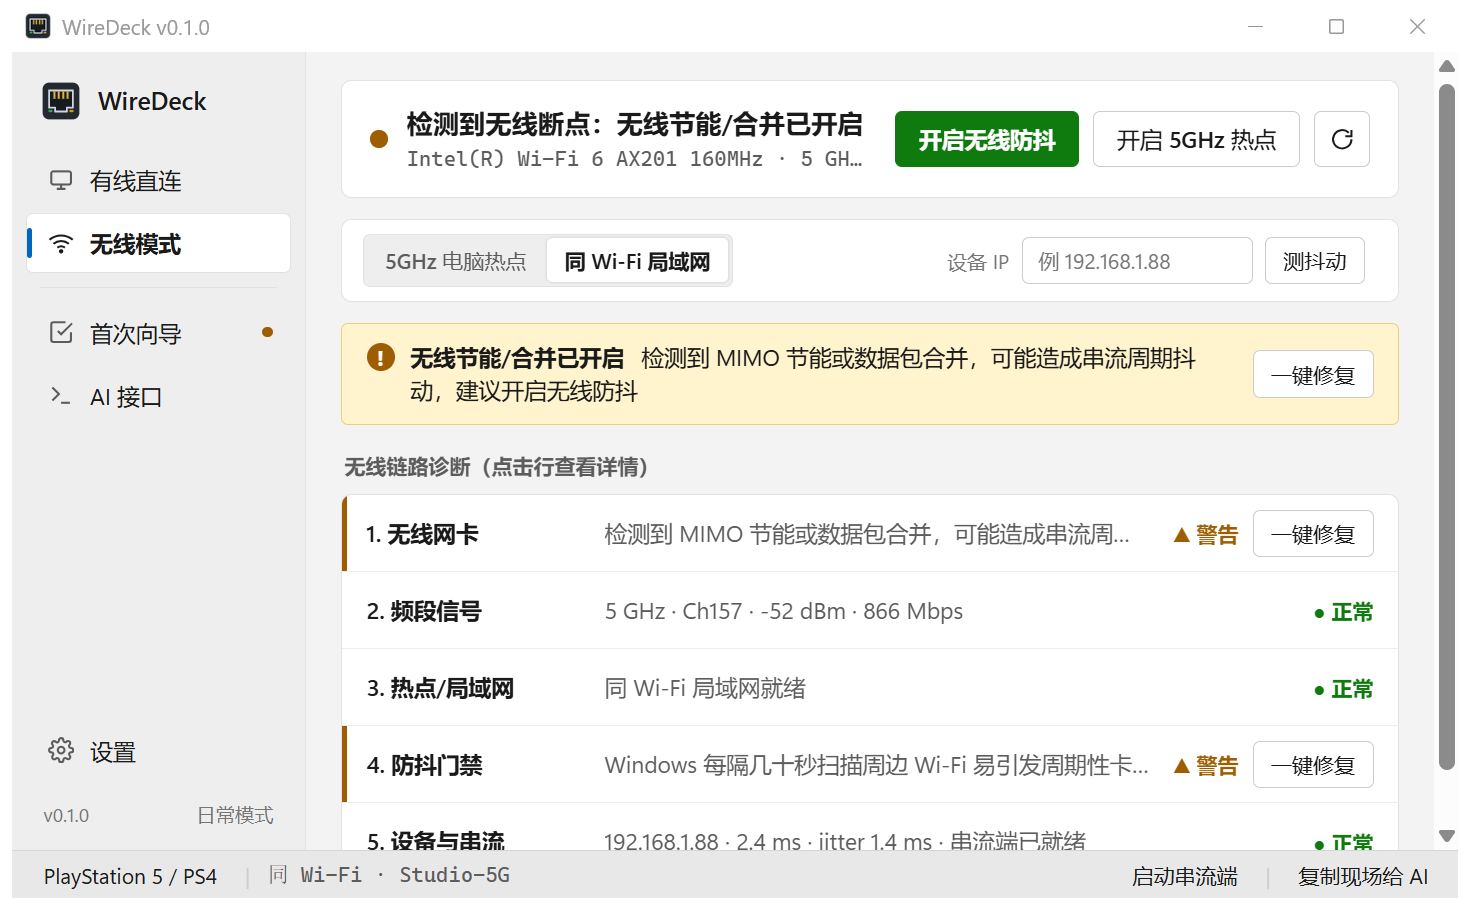 WireDeck v0.1.0
WireDeck
有线直连
无线模式
首次向导
AI 接口
设置
v0.1.0 日常模式
检测到无线断点：无线节能/合并已开启
Intel(R) Wi-Fi 6 AX201 160MHz · 5 GH…
开启无线防抖
开启 5GHz 热点
5GHz 电脑热点
同 Wi-Fi 局域网
设备 IP
例 192.168.1.88
测抖动
无线节能/合并已开启 检测到 MIMO 节能或数据包合并，可能造成串流周期抖
动，建议开启无线防抖
一键修复
无线链路诊断（点击行查看详情）
1. 无线网卡 检测到 MIMO 节能或数据包合并，可能造成串流周… 警告 一键修复
2. 频段信号 5 GHz · Ch157 · -52 dBm · 866 Mbps 正常
3. 热点/局域网 同 Wi-Fi 局域网就绪 正常
4. 防抖门禁 Windows 每隔几十秒扫描周边 Wi-Fi 易引发周期性卡… 警告 一键修复
5. 设备与串流 192.168.1.88 · 2.4 ms · jitter 1.4 ms · 串流端已就绪 正常
PlayStation 5 / PS4 同 Wi-Fi · Studio-5G 启动串流端 复制现场给 AI